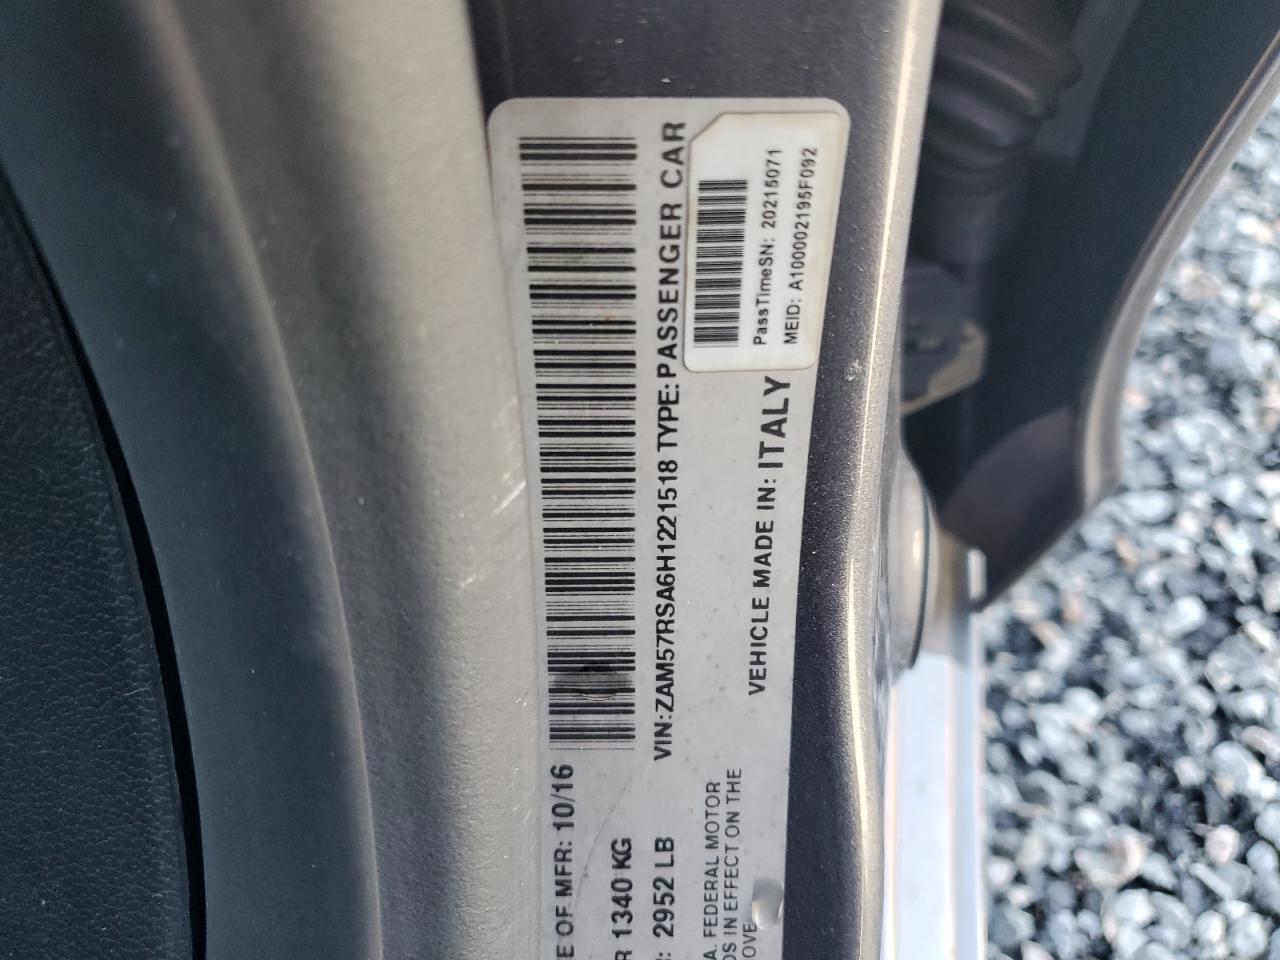 E OF MFR: 10/16
R 1340 KG
: 2952 LB
VIN:ZAM57RSA6H1221518 TYPE:PASSENGER CAR
A. FEDERAL MOTOR
DS IN EFFECT ON THE
OVE
VEHICLE MADE IN: ITALY
PassTimeSN: 20215071
MEID: A100002195F092